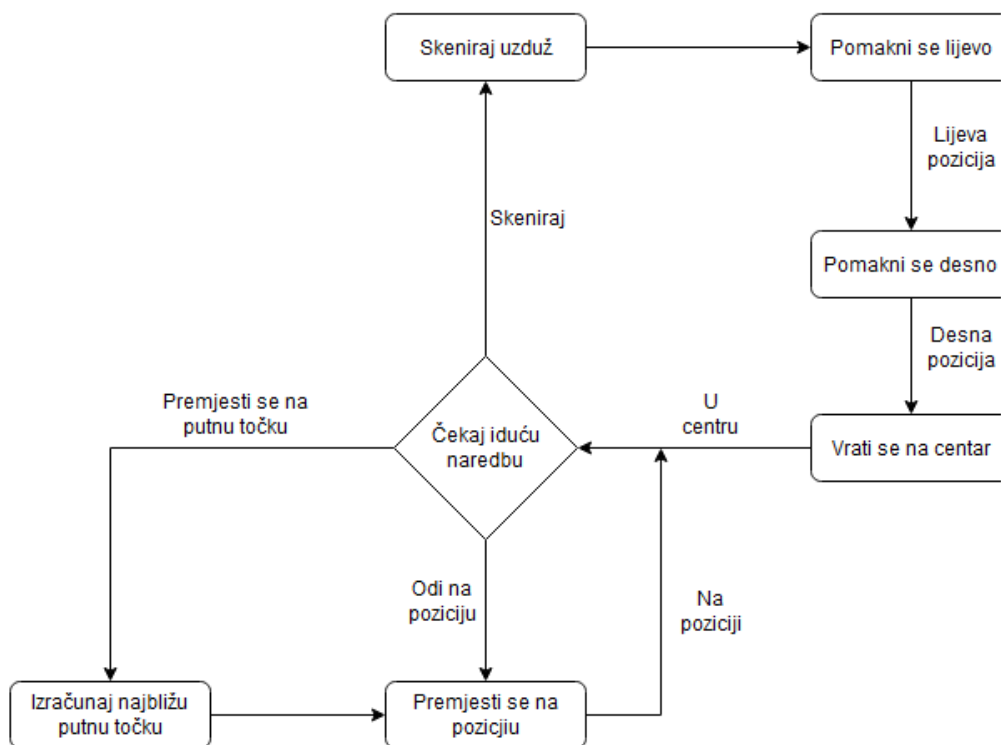 Skeniraj uzduž
Pomakni se lijevo
Lijeva
pozicija
Skeniraj
Pomakni se desno
Desna
pozicija
Premjesti se na
putnu točku
U
centru
Čekaj iduću
naredbu
Vrati se na centar
Odi na
poziciju
Na
poziciji
Izračunaj najbližu
putnu točku
Premjesti se na
pozicjiu